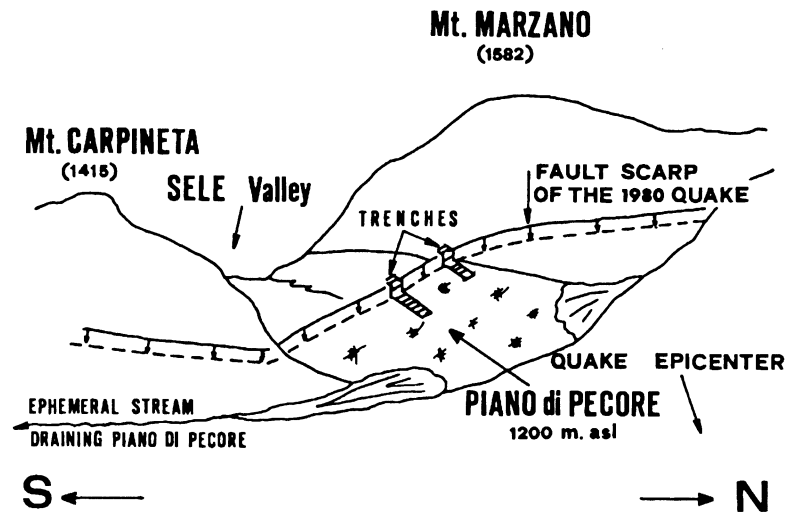 Mt. MARZANO
(1582)
Mt. CARPINETA
(1415)
SELE Valley
FAULT SCARP
OF THE 1980 QUAKE
TRENCHES
QUAKE EPICENTER
PIANO di PECORE
1200 m. asl
EPHEMERAL STREAM
DRAINING PIANO DI PECORE
S
N